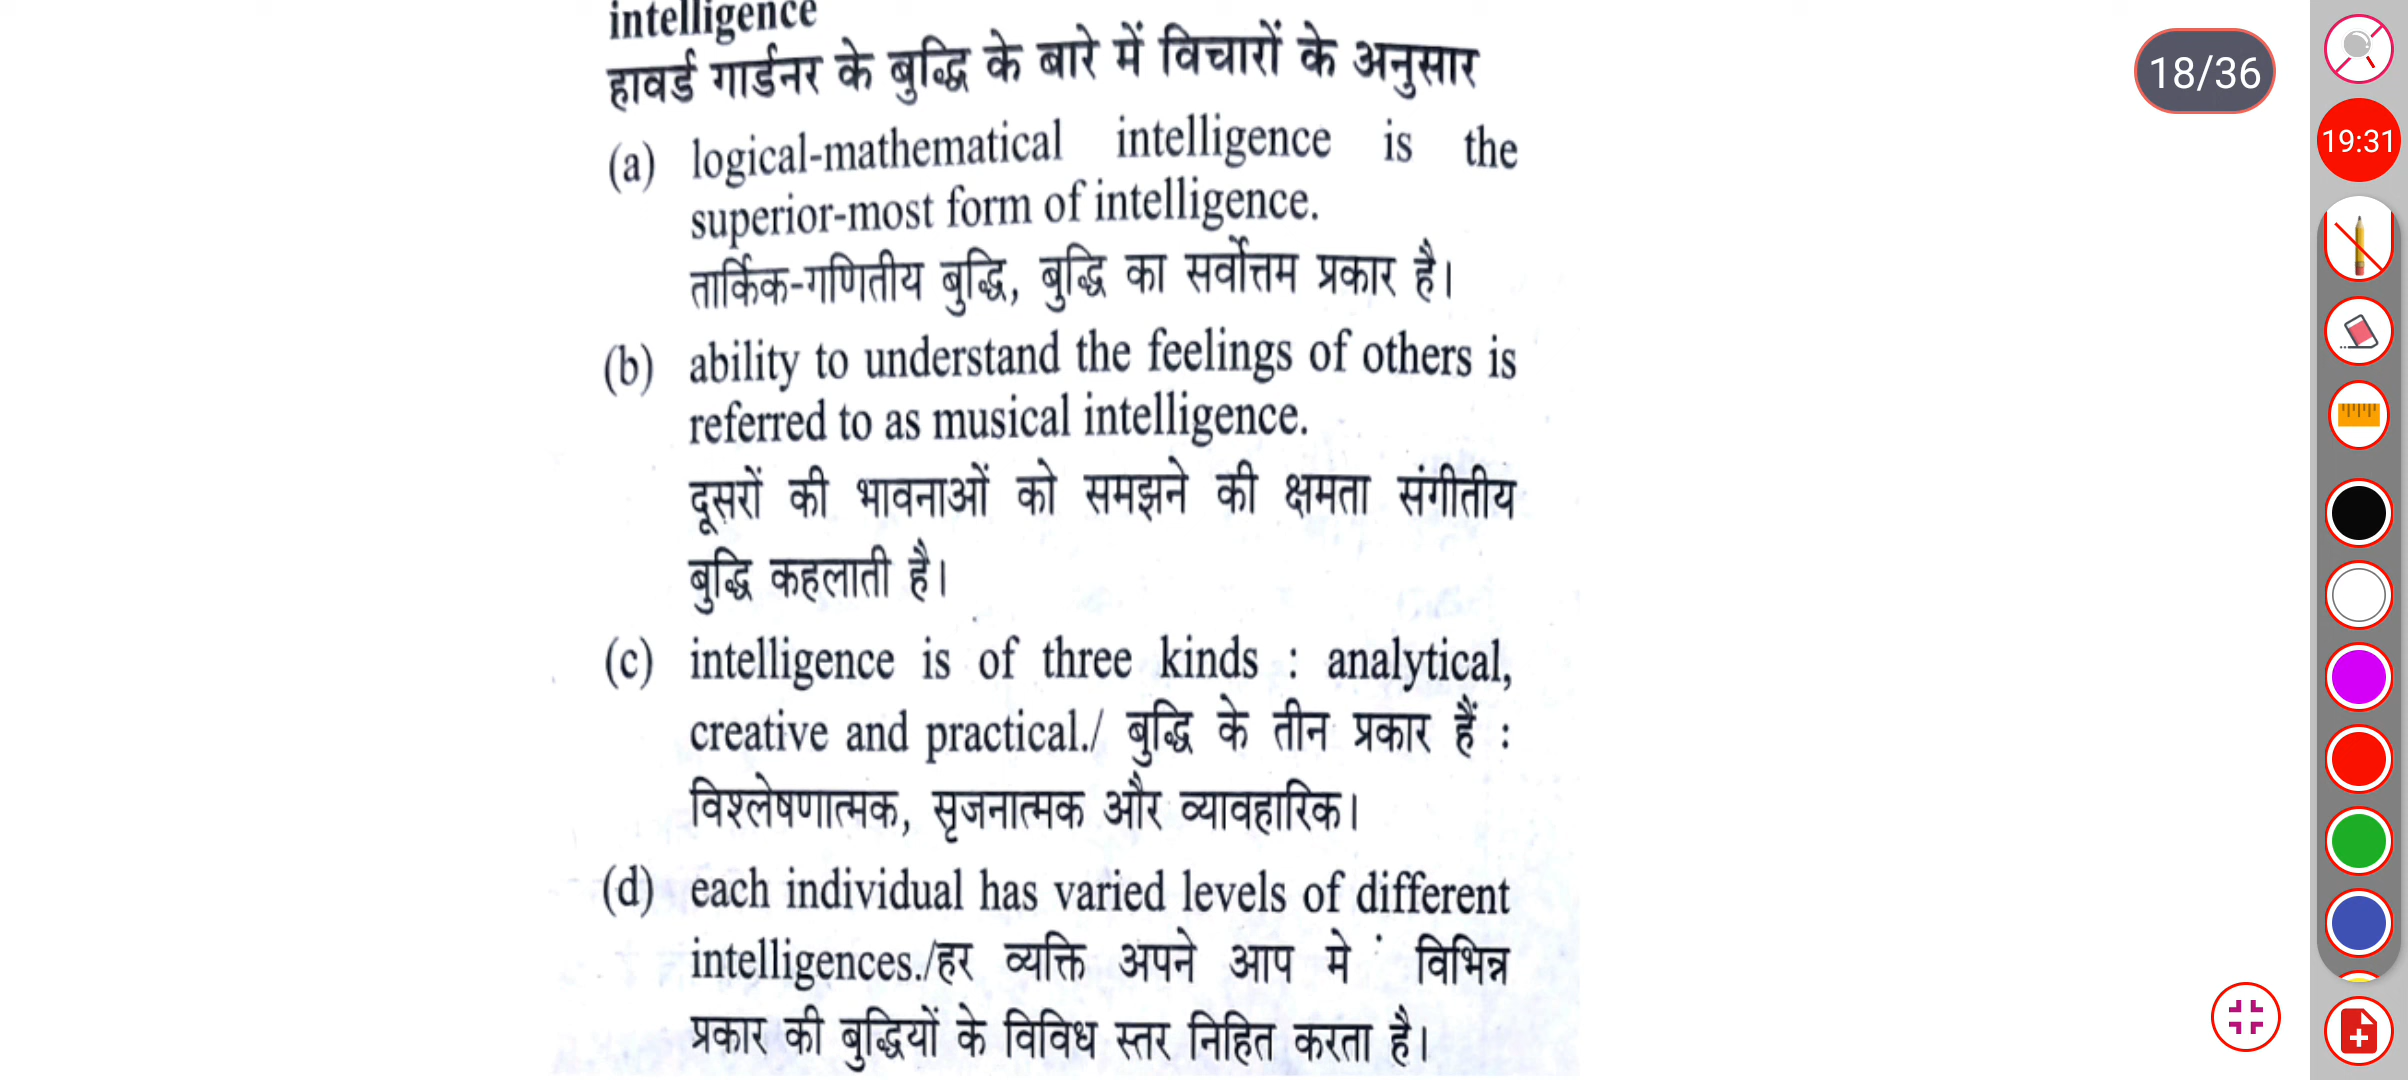 intelligence
हावर्ड गार्डनर के बुद्धि के बारे में विचारों के अनुसार
(a) logical-mathematical intelligence is the
superior-most form of intelligence.
तार्किक-गणितीय बुद्धि, बुद्धि का सर्वोत्तम प्रकार है।
(b) ability to understand the feelings of others is
referred to as musical intelligence.
दूसरों की भावनाओं को समझने की क्षमता संगीतीय
बुद्धि कहलाती है।
(c) intelligence is of three kinds : analytical,
creative and practical./ बुद्धि के तीन प्रकार हैं :
विश्लेषणात्मक, सृजनात्मक और व्यावहारिक।
(d) each individual has varied levels of different
intelligences./हर व्यक्ति अपने आप में विभिन्न
प्रकार की बुद्धियों के विविध स्तर निहित करता है।
18/36
19:31